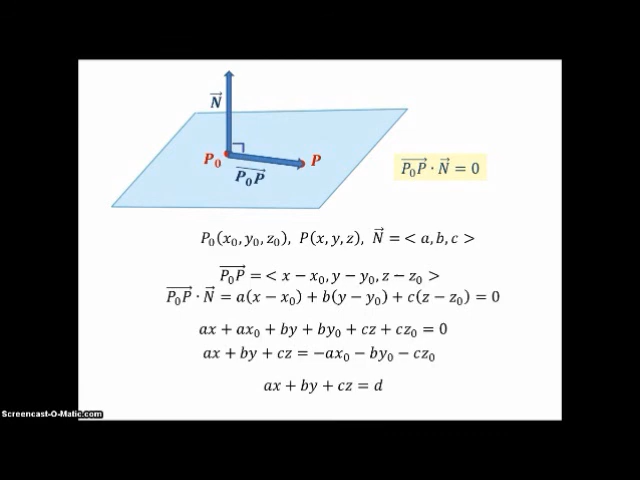 N⃗
P₀
P
P₀P⃗
P₀P⃗ · N⃗ = 0
P₀(x₀, y₀, z₀), P(x, y, z), N⃗ = < a, b, c >
P₀P⃗ = < x − x₀, y − y₀, z − z₀ >
P₀P⃗ · N⃗ = a(x − x₀) + b(y − y₀) + c(z − z₀) = 0
ax + ax₀ + by + by₀ + cz + cz₀ = 0
ax + by + cz = −ax₀ − by₀ − cz₀
ax + by + cz = d
Screencast-O-Matic.com